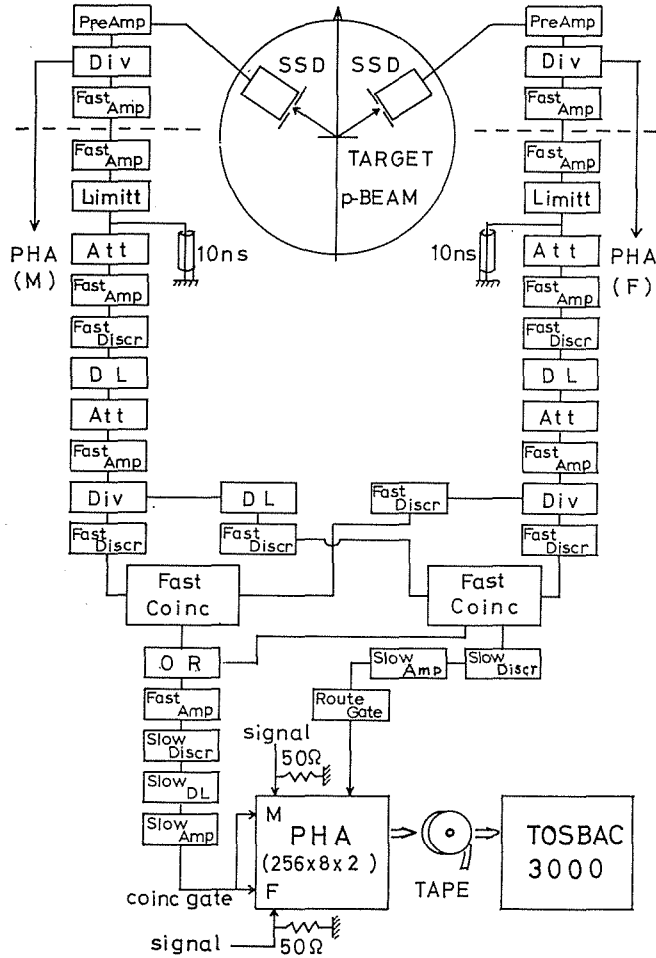 PreAmp
Div
Fast Amp
Fast Amp
Limitt
10ns
PHA
(M)
Att
Fast Amp
Fast Discr
DL
Att
Fast Amp
Div
Fast Discr
SSD
SSD
TARGET
p-BEAM
PreAmp
Div
Fast Amp
Fast Amp
Limitt
10ns
PHA
(F)
Att
Fast Amp
Fast Discr
DL
Att
Fast Amp
Div
Fast Discr
DL
Fast Discr
Fast Discr
Fast
Coinc
Fast
Coinc
OR
Slow Amp
Slow Discr
Fast Amp
Route
Gate
Slow Discr
signal
50Ω
Slow DL
Slow Amp
M
PHA
(256x8x2)
F
TAPE
TOSBAC
3000
coinc gate
signal
50Ω